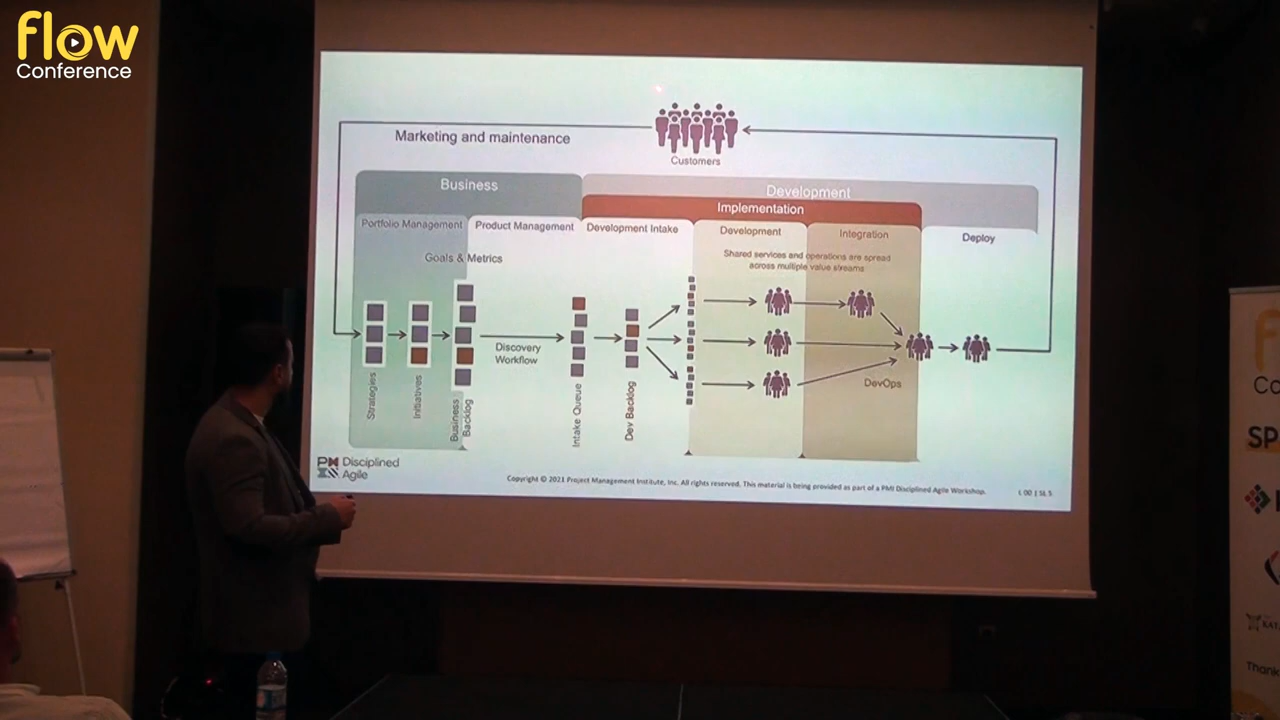 flow
Conference
Marketing and maintenance
Customers
Business
Development
Implementation
Portfolio Management
Product Management
Development Intake
Development
Integration
Deploy
Goals & Metrics
Shared services and operations are spread
across multiple value streams
Discovery
Workflow
DevOps
Strategies
Initiatives
Business
Backlog
Intake Queue
Dev Backlog
PM
Disciplined
Agile
Copyright © 2021 Project Management Institute, Inc. All rights reserved. This material is being provided as part of a PMI Disciplined Agile Workshop.
SP
Thank